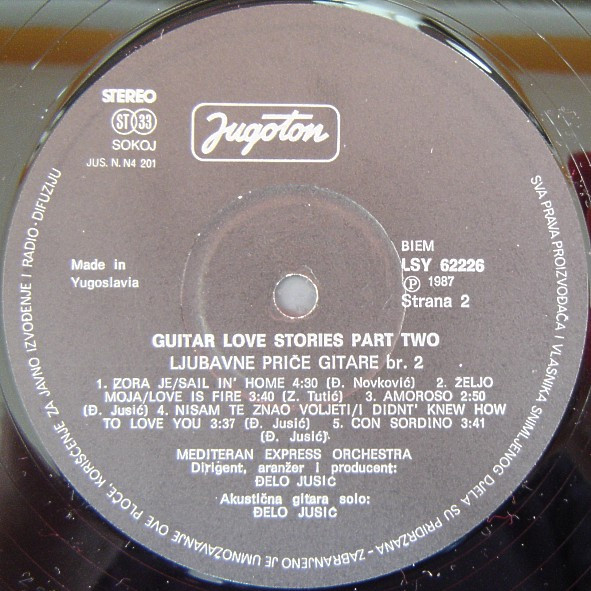 STEREO
ST 33
SOKOJ
JUS. N. N4 201
Jugoton
Made in
Yugoslavia
BIEM
LSY 62226
Ⓟ 1987
Strana 2
GUITAR LOVE STORIES PART TWO
LJUBAVNE PRIČE GITARE br. 2
1. ZORA JE/SAIL IN' HOME 4:30 (Đ. Novković) 2. ŽELJO
MOJA/LOVE IS FIRE 3:40 (Z. Tutić) 3. AMOROSO 2:50
(Đ. Jusić) 4. NISAM TE ZNAO VOLJETI/I DIDNT' KNEW HOW
TO LOVE YOU 3:37 (Đ. Jusić) 5. CON SORDINO 3:41
(Đ. Jusić)
MEDITERAN EXPRESS ORCHESTRA
Dirigent, aranžer i producent:
ĐELO JUSIĆ
Akustična gitara solo:
ĐELO JUSIĆ
SVA PRAVA PROIZVOĐAČA I VLASNIKA SNIMLJENOG DJELA SU PRIDRŽANA - ZABRANJENO JE UMNOŽAVANJE OVE PLOČE, KORIŠĆENJE ZA JAVNO IZVOĐENJE I RADIO-DIFUZIJU